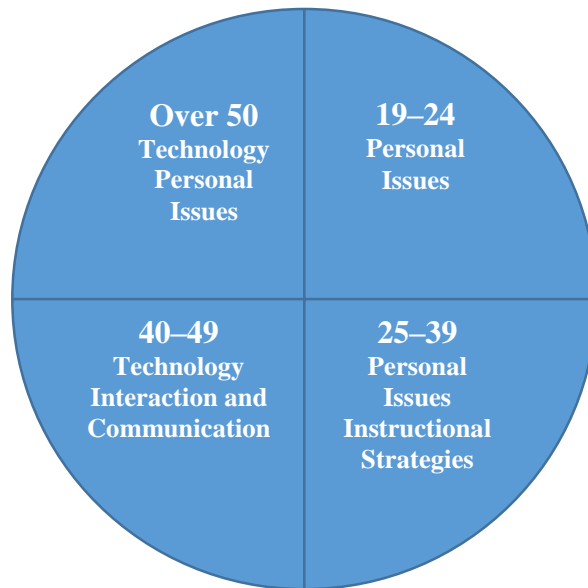 Over 50
Technology
Personal
Issues
19–24
Personal
Issues
40–49
Technology
Interaction and
Communication
25–39
Personal
Issues
Instructional
Strategies